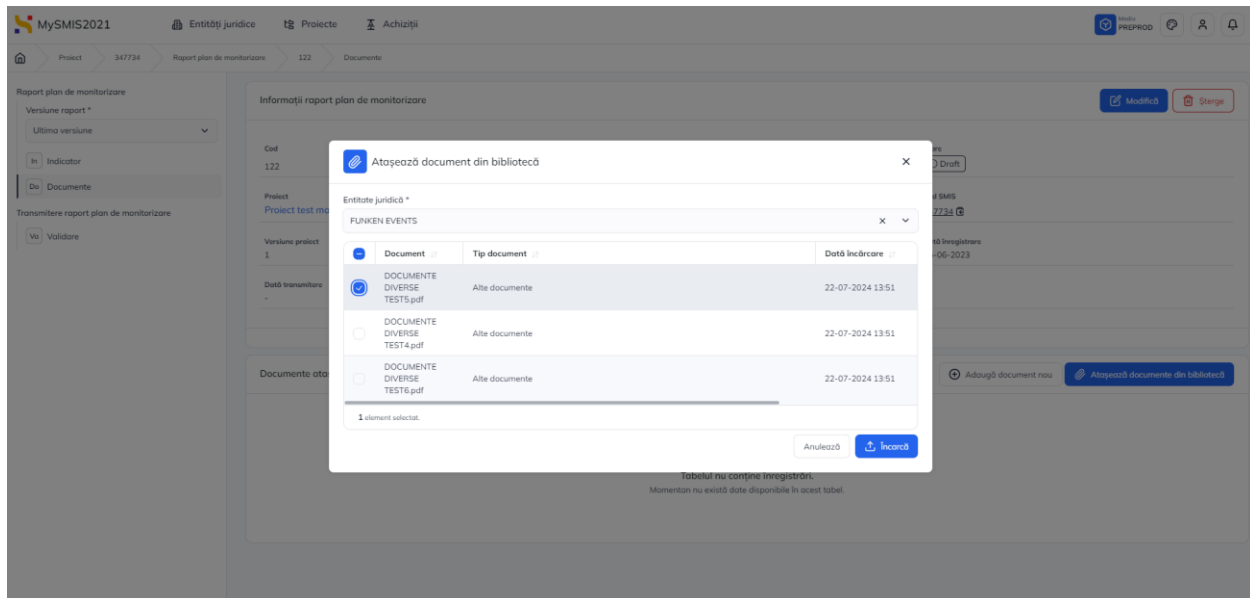 MySMIS2021
Entități juridice
Proiecte
Achiziții
Mediu
PREPROD
Proiect
347734
Raport plan de monitorizare
122
Documente
Raport plan de monitorizare
Versiune raport *
Ultima versiune
In Indicator
Do Documente
Transmitere raport plan de monitorizare
Va Validare
Informații raport plan de monitorizare
Modifică
Șterge
Cod
122
Draft
Proiect
Proiect test mo
d SMIS
7734
Versiune proiect
1
tă înregistrare
-06-2023
Dată transmitere
-
Atașează document din bibliotecă
Entitate juridică *
FUNKEN EVENTS
Document
Tip document
Dată încărcare
DOCUMENTE
DIVERSE
TEST5.pdf
Alte documente
22-07-2024 13:51
DOCUMENTE
DIVERSE
TEST4.pdf
Alte documente
22-07-2024 13:51
DOCUMENTE
DIVERSE
TEST6.pdf
Alte documente
22-07-2024 13:51
1 element selectat.
Anulează
Încarcă
Documente ata
Adaugă document nou
Atașează documente din bibliotecă
Tabelul nu conține înregistrări.
Momentan nu există date disponibile în acest tabel.